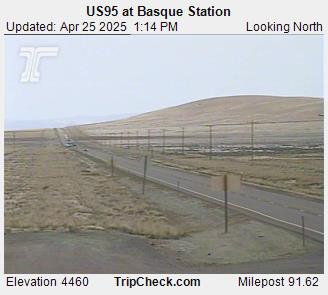 US95 at Basque Station
Updated: Apr 25 2025 1:14 PM Looking North
Elevation 4460 TripCheck.com Milepost 91.62